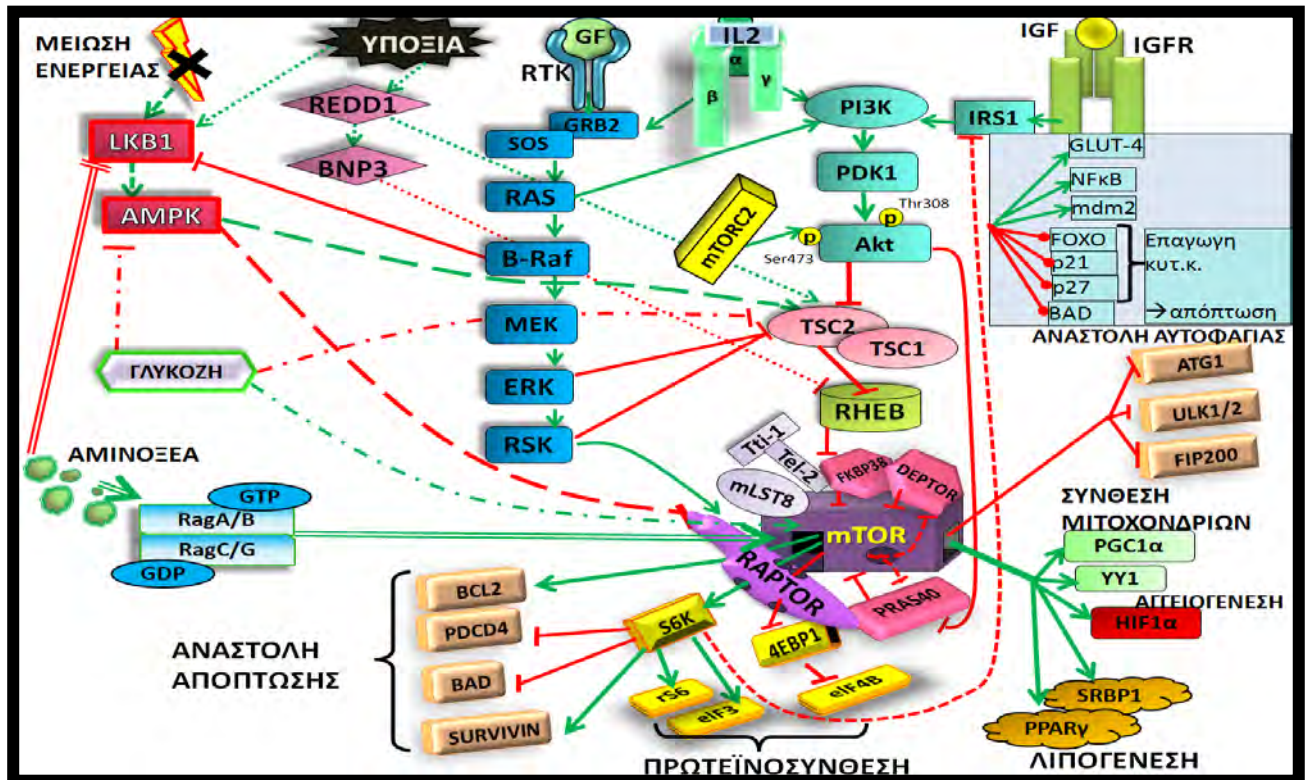 ΜΕΙΩΣΗ
ΕΝΕΡΓΕΙΑΣ
ΥΠΟΞΙΑ
GF
RTK
IL2
α
β
γ
IGF
IGFR
REDD1
BNP3
LKB1
AMPK
GRB2
SOS
RAS
B-Raf
MEK
ERK
RSK
PI3K
IRS1
PDK1
Thr308
p
p
Akt
Ser473
mTORC2
GLUT-4
NFκB
mdm2
FOXO
p21
p27
BAD
Επαγωγη
κυτ.κ.
→απόπτωση
TSC2
TSC1
RHEB
ΓΛΥΚΟΖΗ
ΑΜΙΝΟΞΕΑ
GTP
RagA/B
RagC/G
GDP
Tti-1
Tel-2
mLST8
FKBP38
DEPTOR
mTOR
RAPTOR
PRAS40
ΑΝΑΣΤΟΛΗ ΑΥΤΟΦΑΓΙΑΣ
ATG1
ULK1/2
FIP200
ΣΥΝΘΕΣΗ
ΜΙΤΟΧΟΝΔΡΙΩΝ
PGC1α
YY1
ΑΓΓΕΙΟΓΕΝΕΣΗ
HIF1α
SRBP1
PPARγ
ΛΙΠΟΓΕΝΕΣΗ
ΑΝΑΣΤΟΛΗ
ΑΠΟΠΤΩΣΗΣ
BCL2
PDCD4
BAD
SURVIVIN
S6K
4EBP1
rS6
eIF3
eIF4B
ΠΡΩΤΕΪΝΟΣΥΝΘΕΣΗ